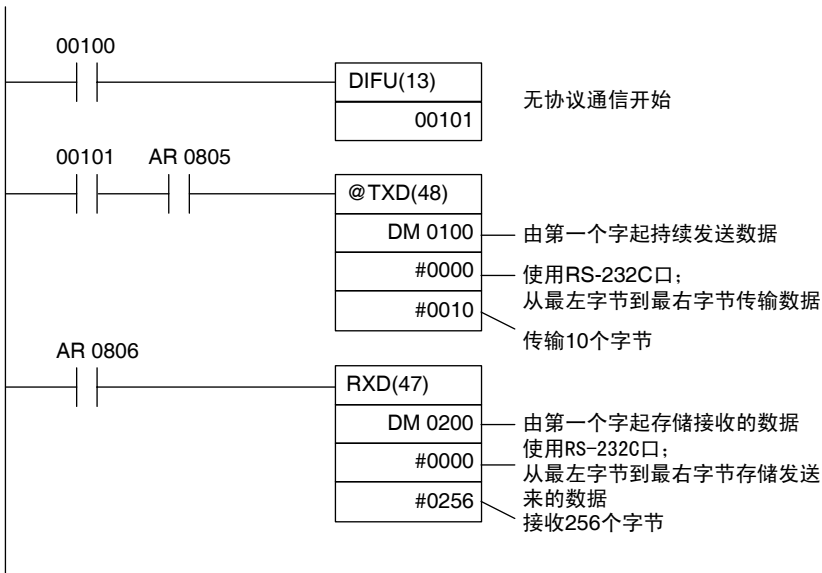 00100
DIFU(13)
00101
无协议通信开始
00101 AR 0805
@TXD(48)
DM 0100
由第一个字起持续发送数据
#0000
使用RS-232C口；
从最左字节到最右字节传输数据
#0010
传输10个字节
AR 0806
RXD(47)
DM 0200
由第一个字起存储接收的数据
#0000
使用RS-232C口；
从最左字节到最右字节存储发送
来的数据
#0256
接收256个字节